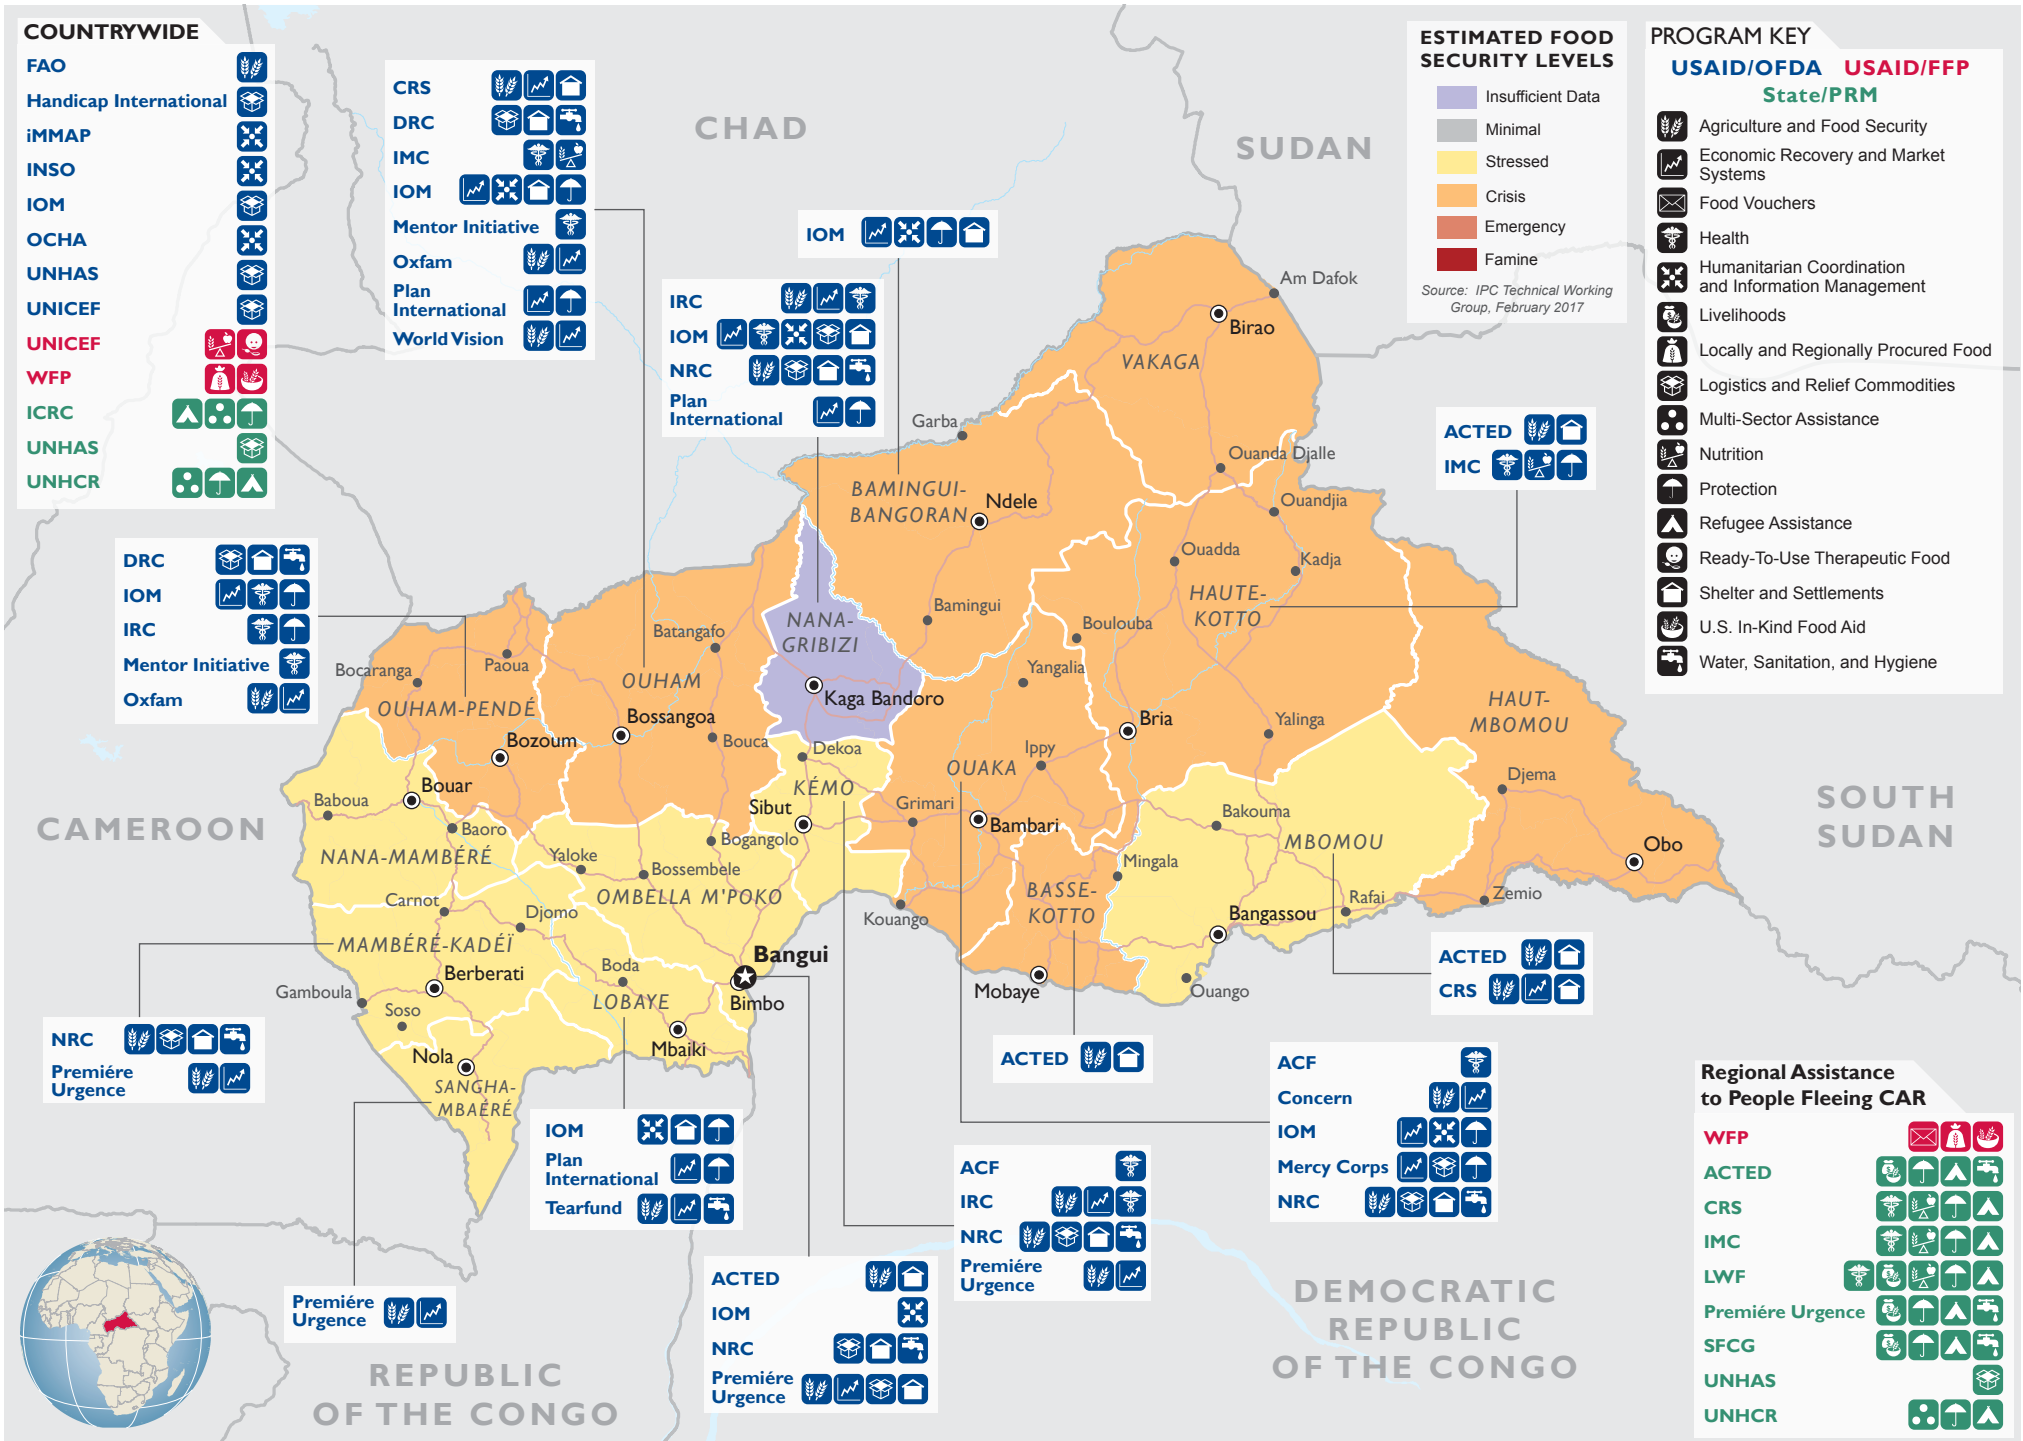 COUNTRYWIDE
FAO
Handicap International
iMMAP
INSO
IOM
OCHA
UNHAS
UNICEF
UNICEF
WFP
ICRC
UNHAS
UNHCR
CRS
DRC
IMC
IOM
Mentor Initiative
Oxfam
Plan
International
World Vision
IOM
IRC
IOM
NRC
Plan
International
ESTIMATED FOOD
SECURITY LEVELS
Insufficient Data
Minimal
Stressed
Crisis
Emergency
Famine
Source: IPC Technical Working
Group, February 2017
PROGRAM KEY
USAID/OFDA USAID/FFP
State/PRM
Agriculture and Food Security
Economic Recovery and Market
Systems
Food Vouchers
Health
Humanitarian Coordination
and Information Management
Livelihoods
Locally and Regionally Procured Food
Logistics and Relief Commodities
Multi-Sector Assistance
Nutrition
Protection
Refugee Assistance
Ready-To-Use Therapeutic Food
Shelter and Settlements
U.S. In-Kind Food Aid
Water, Sanitation, and Hygiene
ACTED
IMC
DRC
IOM
IRC
Mentor Initiative
Oxfam
CHAD
SUDAN
CAMEROON
SOUTH
SUDAN
Am Dafok
Birao
VAKAGA
Garba
Ouanda Djalle
BAMINGUI-
BANGORAN
Ndele
Ouandjia
Ouadda
Kadja
HAUTE-
KOTTO
Bamingui
Boulouba
NANA-
GRIBIZI
Batangafo
Paoua
Bocaranga
Yangalia
OUHAM
Kaga Bandoro
OUHAM-PENDÉ
HAUT-
MBOMOU
Bossangoa
Bria
Yalinga
Bozoum
Bouca
Dekoa
Ippy
OUAKA
Djema
Bouar
KÉMO
Baboua
Sibut
Grimari
Bakouma
Baoro
Bambari
Bogangolo
MBOMOU
Obo
NANA-MAMBÉRÉ
Yaloke
Bossembele
Mingala
OMBELLA M'POKO
BASSE-
KOTTO
Carnot
Djomo
Kouango
Rafai
Zemio
Bangassou
MAMBÉRÉ-KADÉÏ
Bangui
Berberati
Boda
Gamboula
LOBAYE
Bimbo
Mobaye
Ouango
Soso
Nola
Mbaiki
SANGHA-
MBAÉRÉ
NRC
Premiére
Urgence
ACTED
CRS
ACTED
ACF
Concern
IOM
Mercy Corps
NRC
IOM
Plan
International
Tearfund
ACF
IRC
NRC
Premiére
Urgence
Premiére
Urgence
ACTED
IOM
NRC
Premiére
Urgence
Regional Assistance
to People Fleeing CAR
WFP
ACTED
CRS
IMC
LWF
Premiére Urgence
SFCG
UNHAS
UNHCR
REPUBLIC
OF THE CONGO
DEMOCRATIC
REPUBLIC
OF THE CONGO